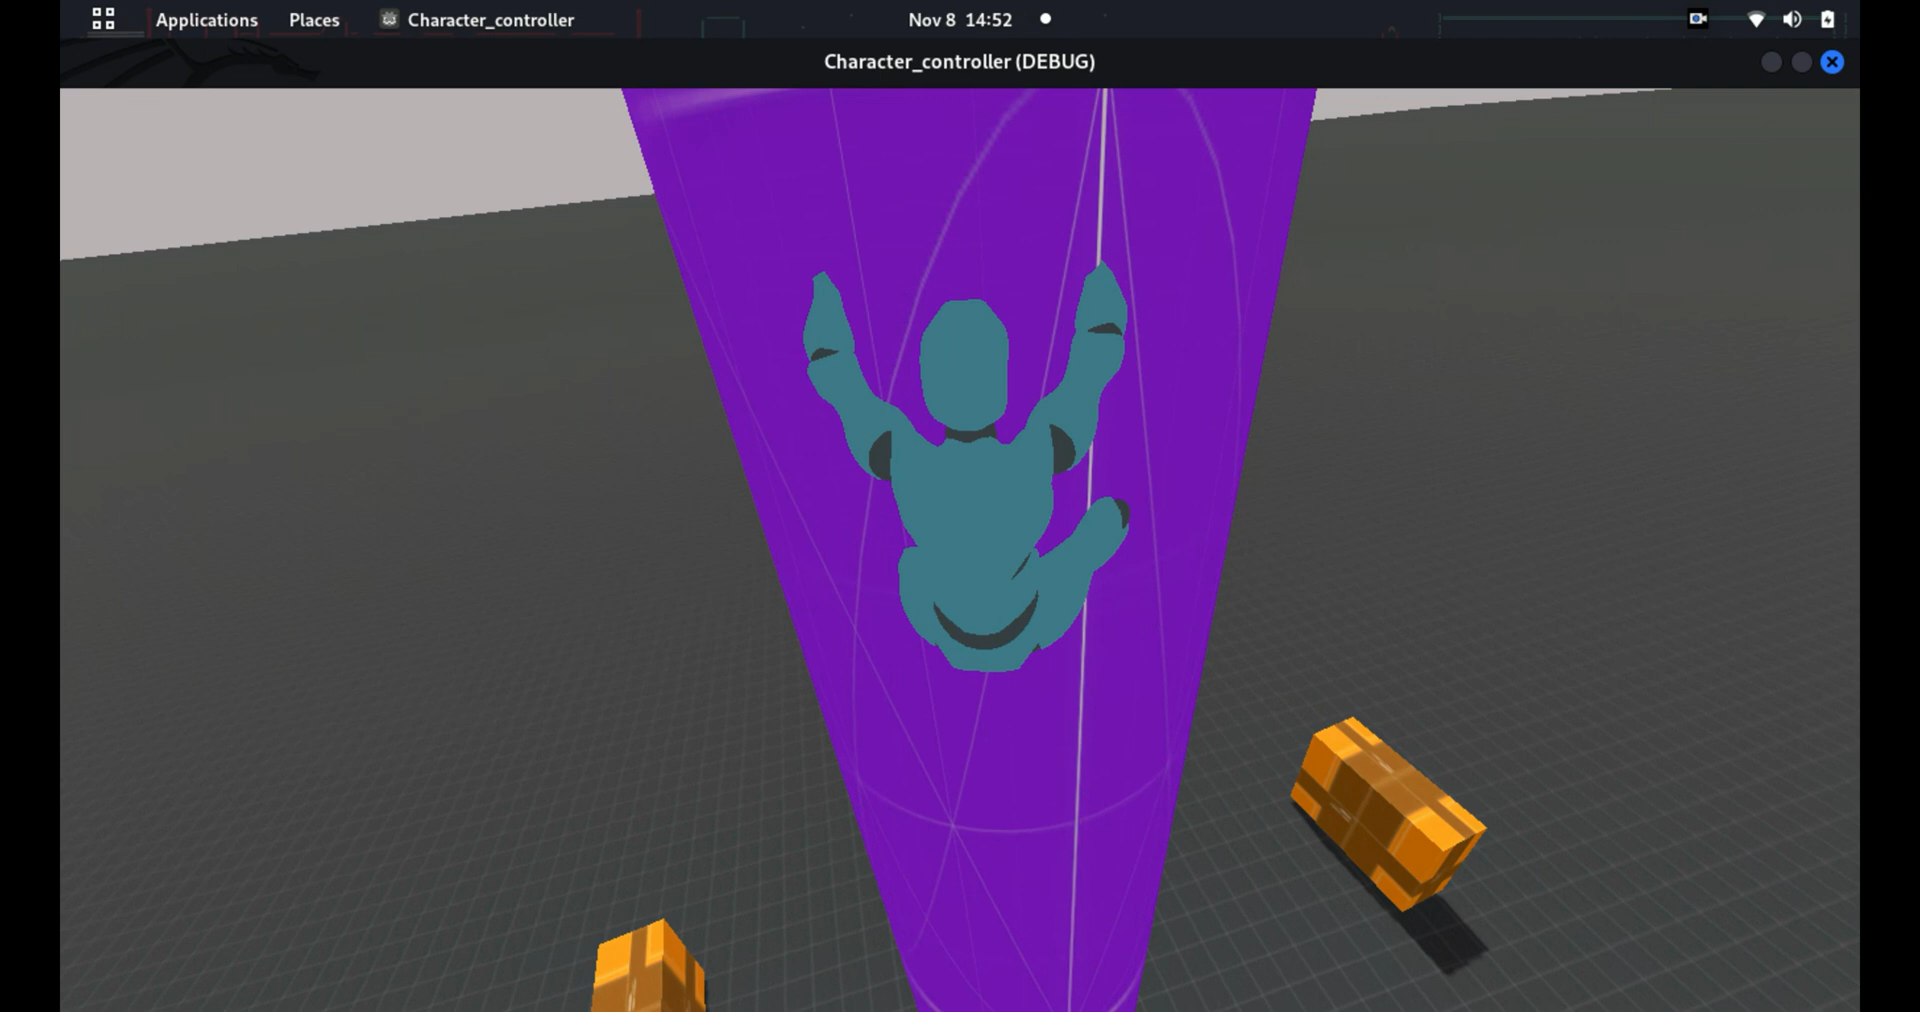 Applications Places Character_controller Nov 8 14:52
Character_controller (DEBUG)